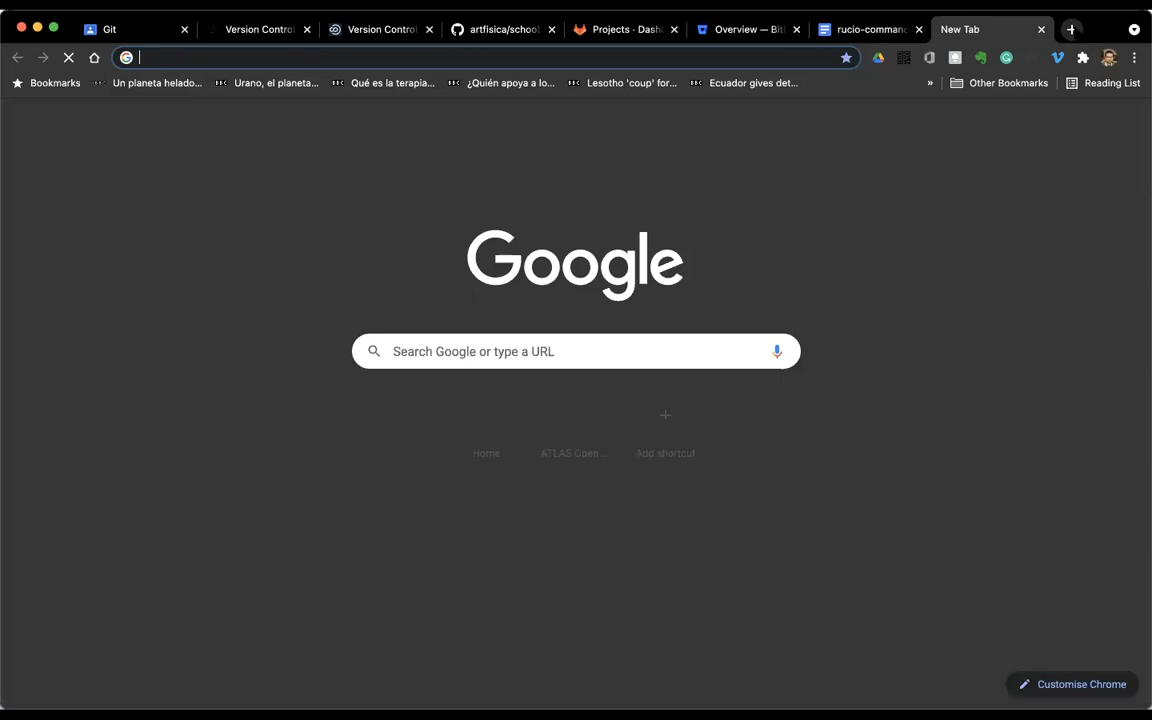 Git
Version Control
Version Control
artfisica/school
Projects - Dash
Overview — Bit
rucio-comman
New Tab
Bookmarks
Un planeta helado...
Urano, el planeta...
Qué es la terapia...
¿Quién apoya a lo...
Lesotho 'coup' for...
Ecuador gives det...
»
Other Bookmarks
Reading List
Google
Search Google or type a URL
Home
ATLAS Open ...
Add shortcut
Customise Chrome